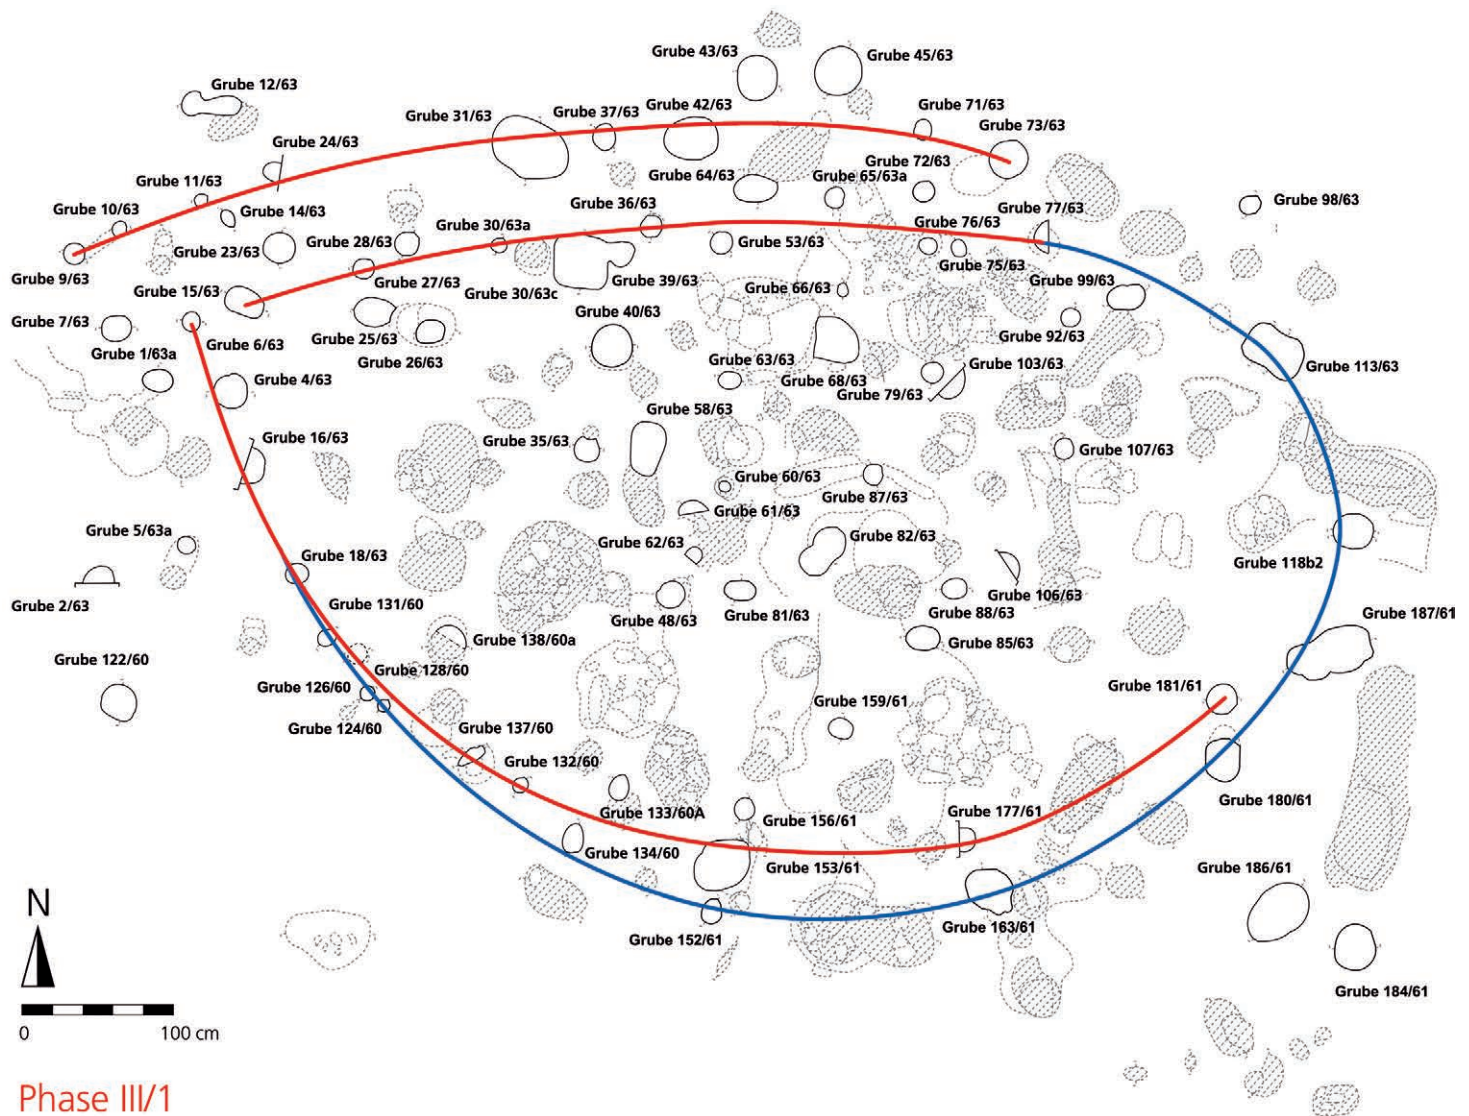 Grube 43/63
Grube 45/63
Grube 12/63
Grube 31/63
Grube 37/63
Grube 42/63
Grube 71/63
Grube 73/63
Grube 24/63
Grube 11/63
Grube 64/63
Grube 72/63
Grube 65/63a
Grube 10/63
Grube 14/63
Grube 36/63
Grube 77/63
Grube 98/63
Grube 30/63a
Grube 76/63
Grube 23/63
Grube 28/63
Grube 53/63
Grube 9/63
Grube 75/63
Grube 15/63
Grube 27/63
Grube 30/63c
Grube 39/63
Grube 66/63
Grube 99/63
Grube 7/63
Grube 6/63
Grube 25/63
Grube 40/63
Grube 92/63
Grube 1/63a
Grube 26/63
Grube 63/63
Grube 103/63
Grube 113/63
Grube 4/63
Grube 68/63
Grube 79/63
Grube 58/63
Grube 16/63
Grube 35/63
Grube 107/63
Grube 60/63
Grube 87/63
Grube 61/63
Grube 5/63a
Grube 62/63
Grube 82/63
Grube 18/63
Grube 118b2
Grube 2/63
Grube 131/60
Grube 48/63
Grube 81/63
Grube 88/63
Grube 106/63
Grube 187/61
Grube 138/60a
Grube 85/63
Grube 122/60
Grube 128/60
Grube 126/60
Grube 181/61
Grube 159/61
Grube 124/60
Grube 137/60
Grube 132/60
Grube 180/61
Grube 133/60A
Grube 156/61
Grube 177/61
Grube 134/60
Grube 153/61
Grube 186/61
N
Grube 152/61
Grube 163/61
Grube 184/61
0 100 cm
Phase III/1